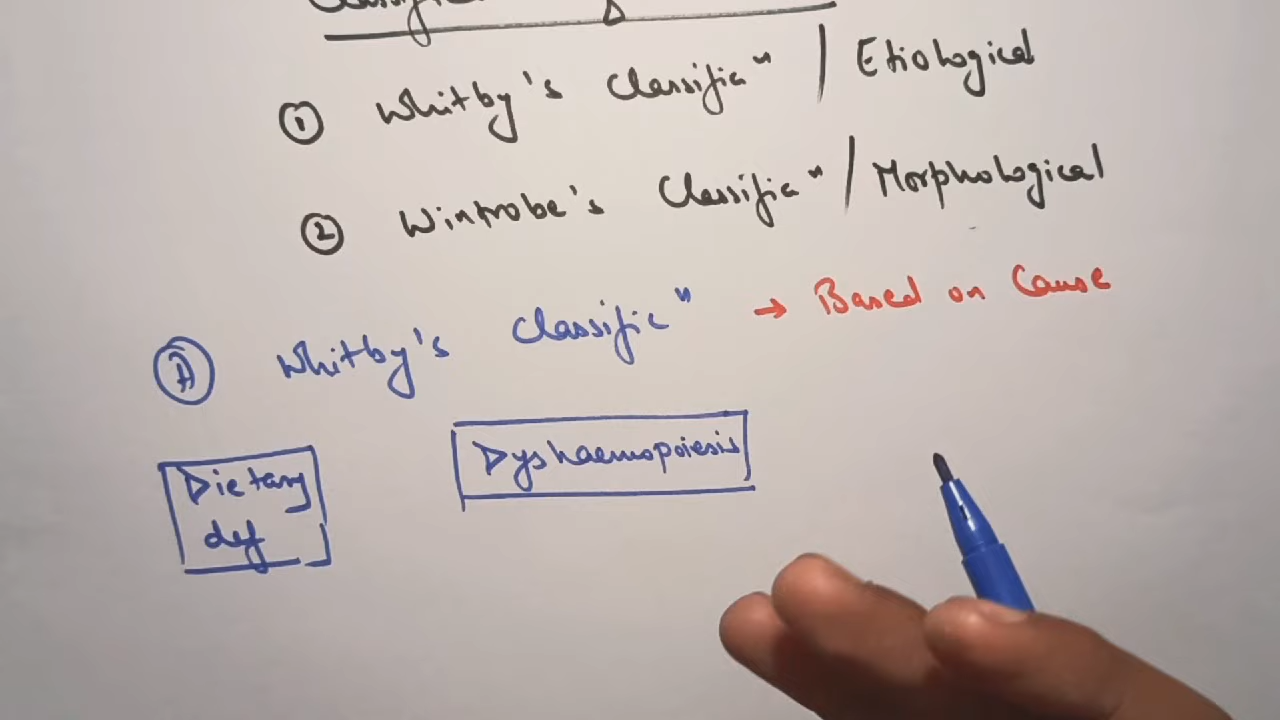 ① Whitby's Classificⁿ / Etiological
② Wintrobe's Classificⁿ / Morphological
Ⓐ Whitby's Classificⁿ → Based on Cause
Dyshaemopoiesis
Dietary
def